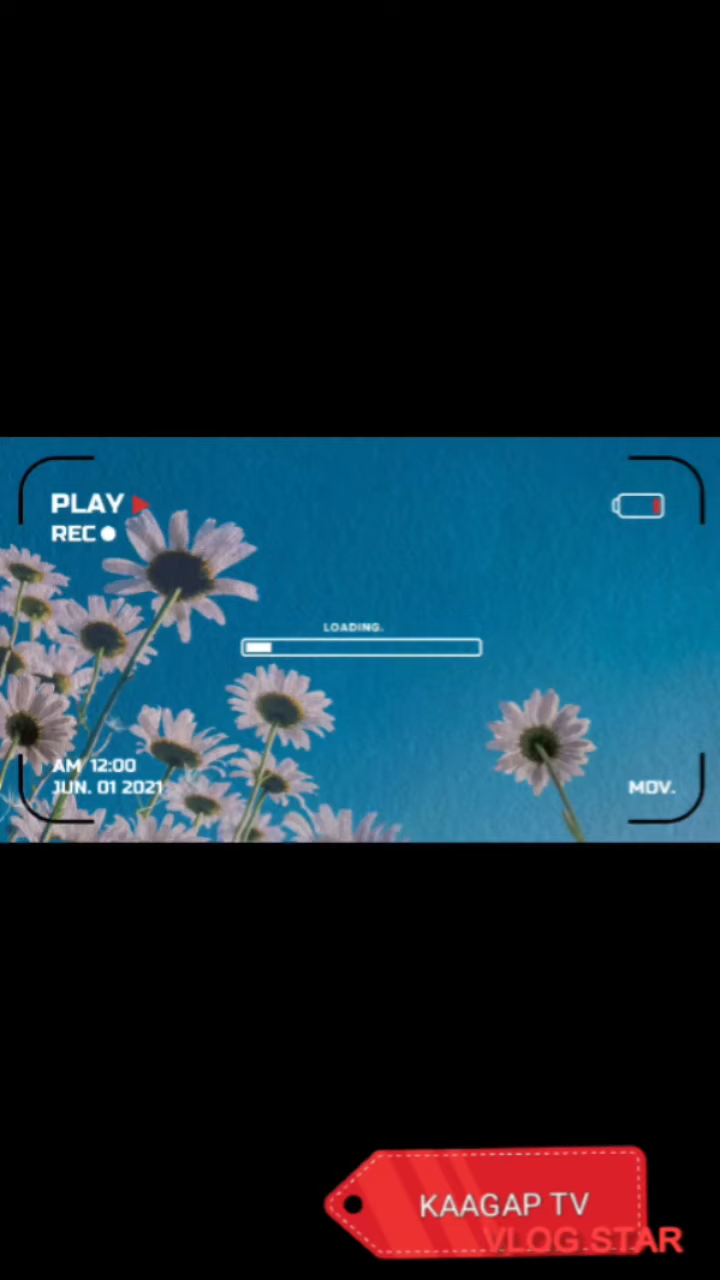 PLAY
REC
LOADING.
AM 12:00
JUN. 01 2021
MOV.
KAAGAP TV
VLOG STAR